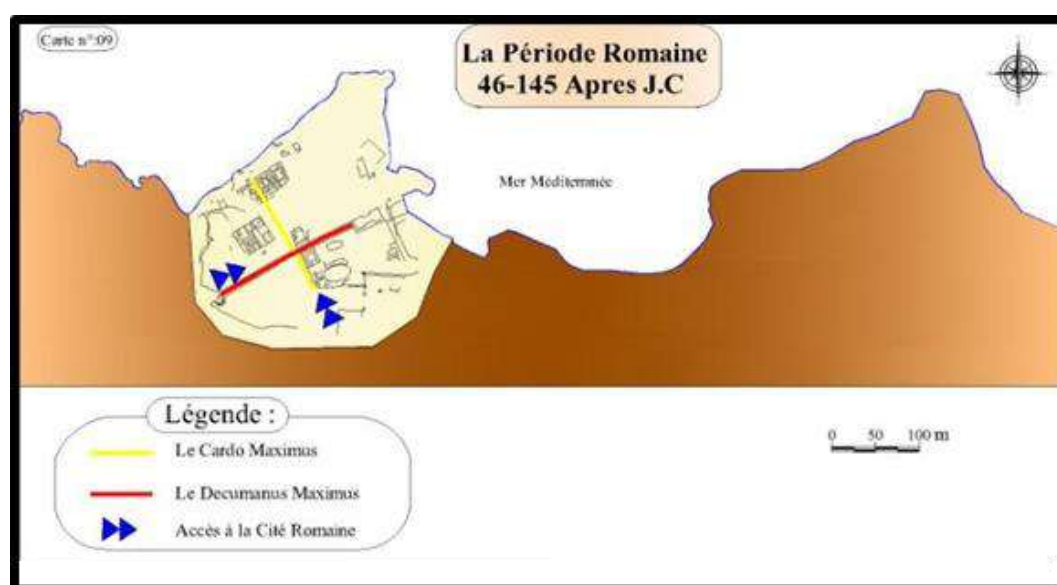 Carte n°:09
La Période Romaine
46-145 Apres J.C
Mer Méditemnée
Légende :
Le Cardo Maximus
Le Decumanus Maximus
Accès à la Cité Romaine
0 50 100 m